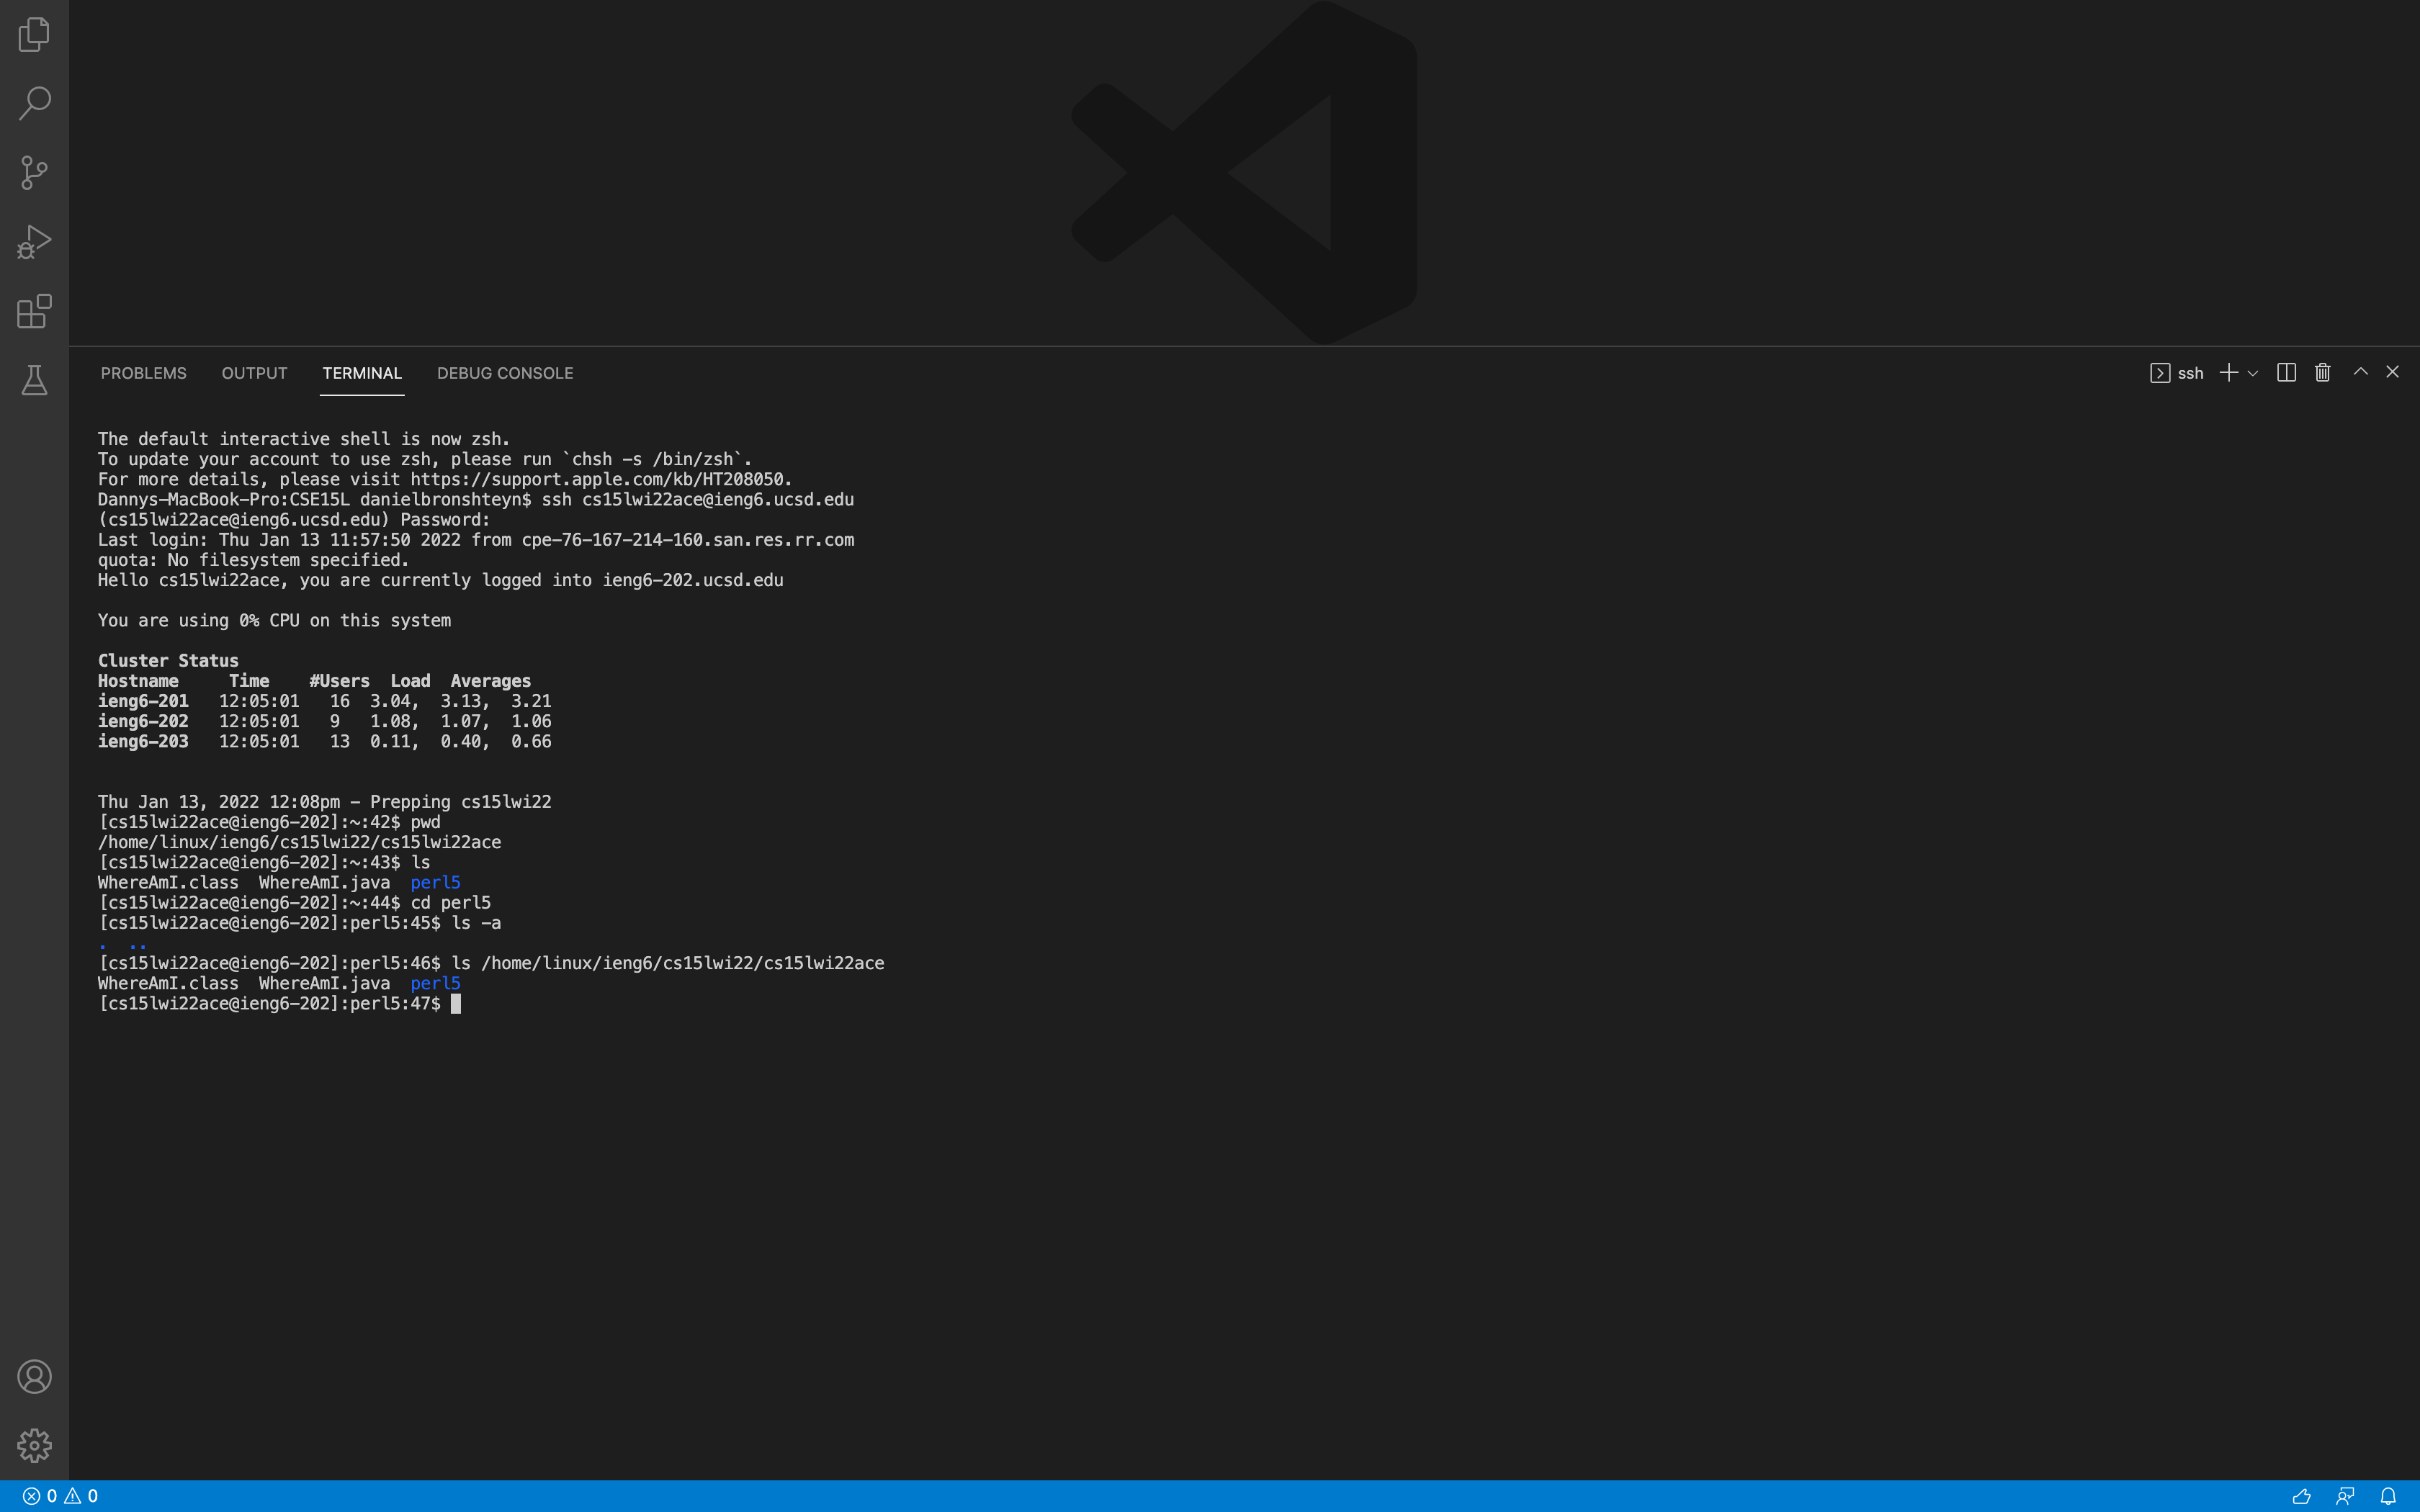 PROBLEMS OUTPUT TERMINAL DEBUG CONSOLE ssh
The default interactive shell is now zsh.
To update your account to use zsh, please run `chsh -s /bin/zsh`.
For more details, please visit https://support.apple.com/kb/HT208050.
Dannys-MacBook-Pro:CSE15L danielbronshteyn$ ssh cs15lwi22ace@ieng6.ucsd.edu
(cs15lwi22ace@ieng6.ucsd.edu) Password:
Last login: Thu Jan 13 11:57:50 2022 from cpe-76-167-214-160.san.res.rr.com
quota: No filesystem specified.
Hello cs15lwi22ace, you are currently logged into ieng6-202.ucsd.edu
You are using 0% CPU on this system
Cluster Status
Hostname     Time    #Users  Load  Averages
ieng6-201   12:05:01   16  3.04,  3.13,  3.21
ieng6-202   12:05:01   9   1.08,  1.07,  1.06
ieng6-203   12:05:01   13  0.11,  0.40,  0.66
Thu Jan 13, 2022 12:08pm - Prepping cs15lwi22
[cs15lwi22ace@ieng6-202]:~:42$ pwd
/home/linux/ieng6/cs15lwi22/cs15lwi22ace
[cs15lwi22ace@ieng6-202]:~:43$ ls
WhereAmI.class  WhereAmI.java  perl5
[cs15lwi22ace@ieng6-202]:~:44$ cd perl5
[cs15lwi22ace@ieng6-202]:perl5:45$ ls -a
.  ..
[cs15lwi22ace@ieng6-202]:perl5:46$ ls /home/linux/ieng6/cs15lwi22/cs15lwi22ace
WhereAmI.class  WhereAmI.java  perl5
[cs15lwi22ace@ieng6-202]:perl5:47$
0 0